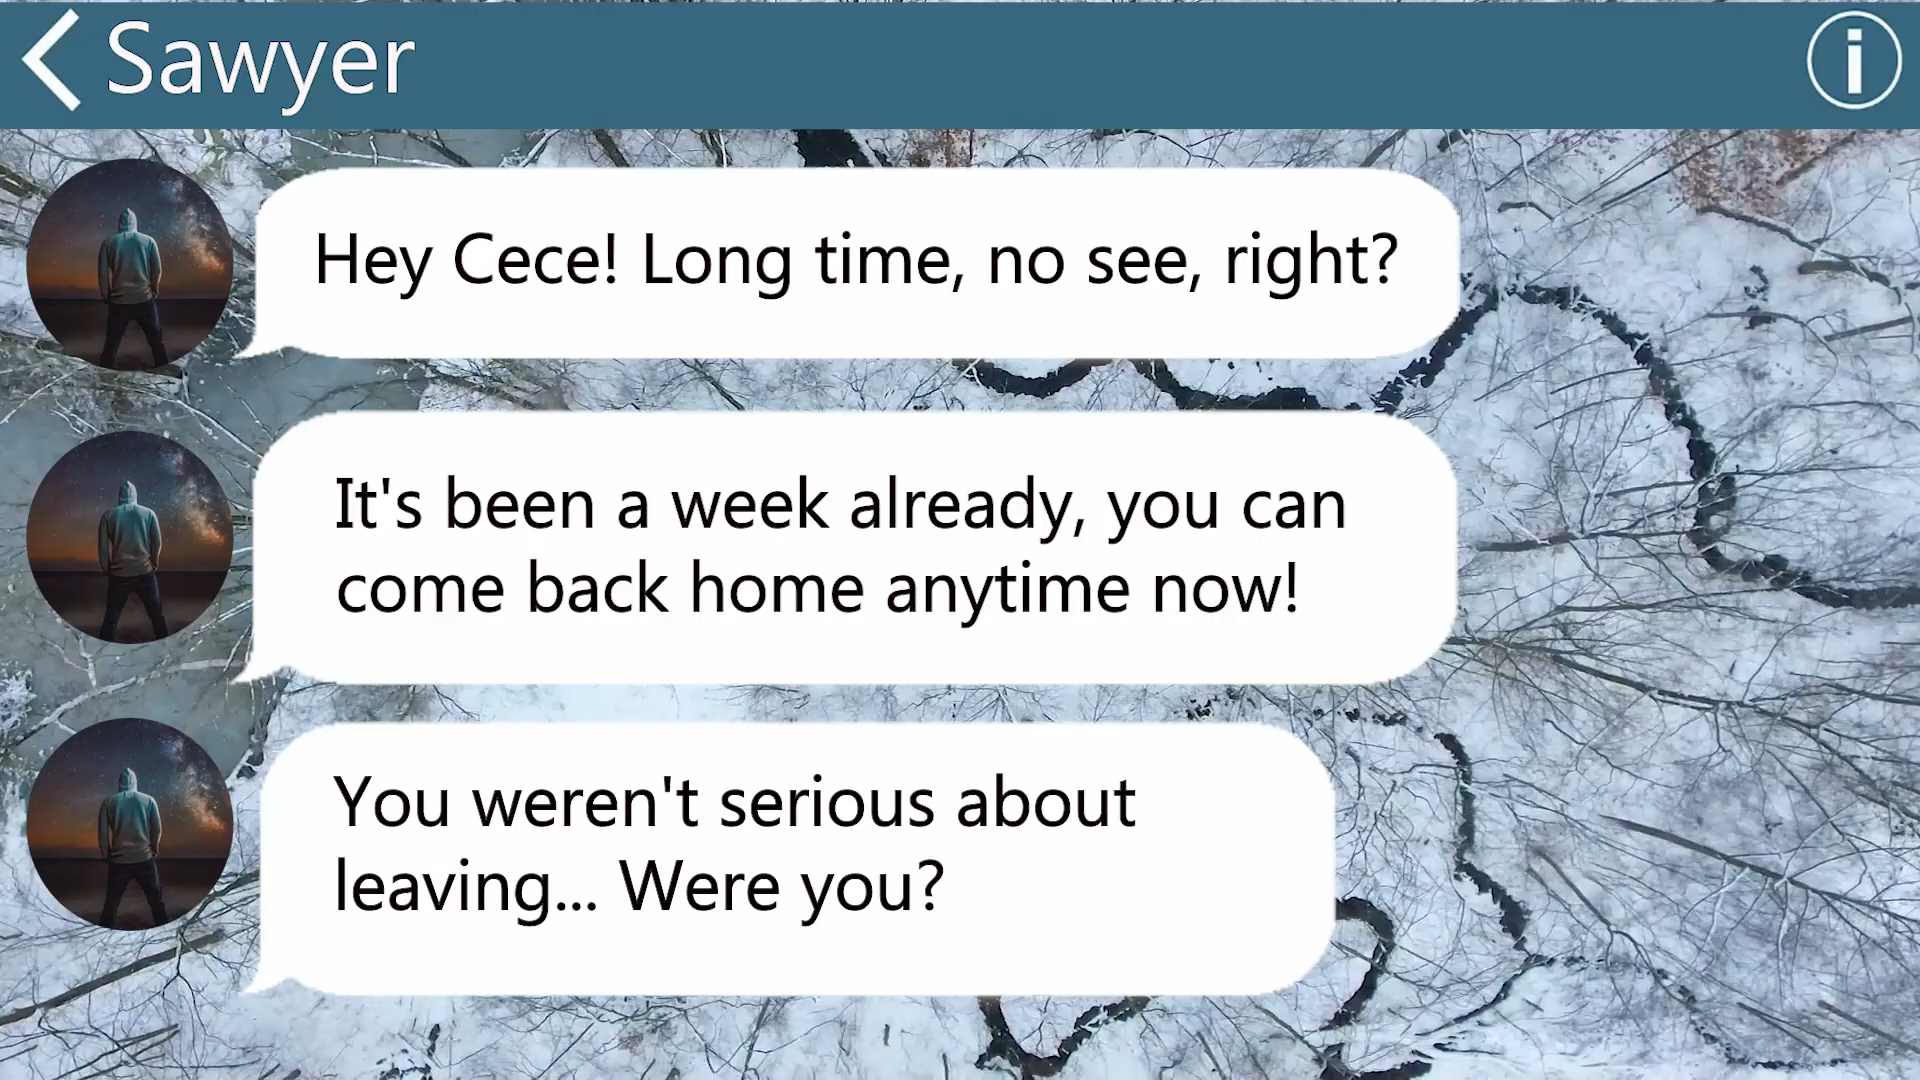 Sawyer
Hey Cece! Long time, no see, right?
It's been a week already, you can
come back home anytime now!
You weren't serious about
leaving... Were you?